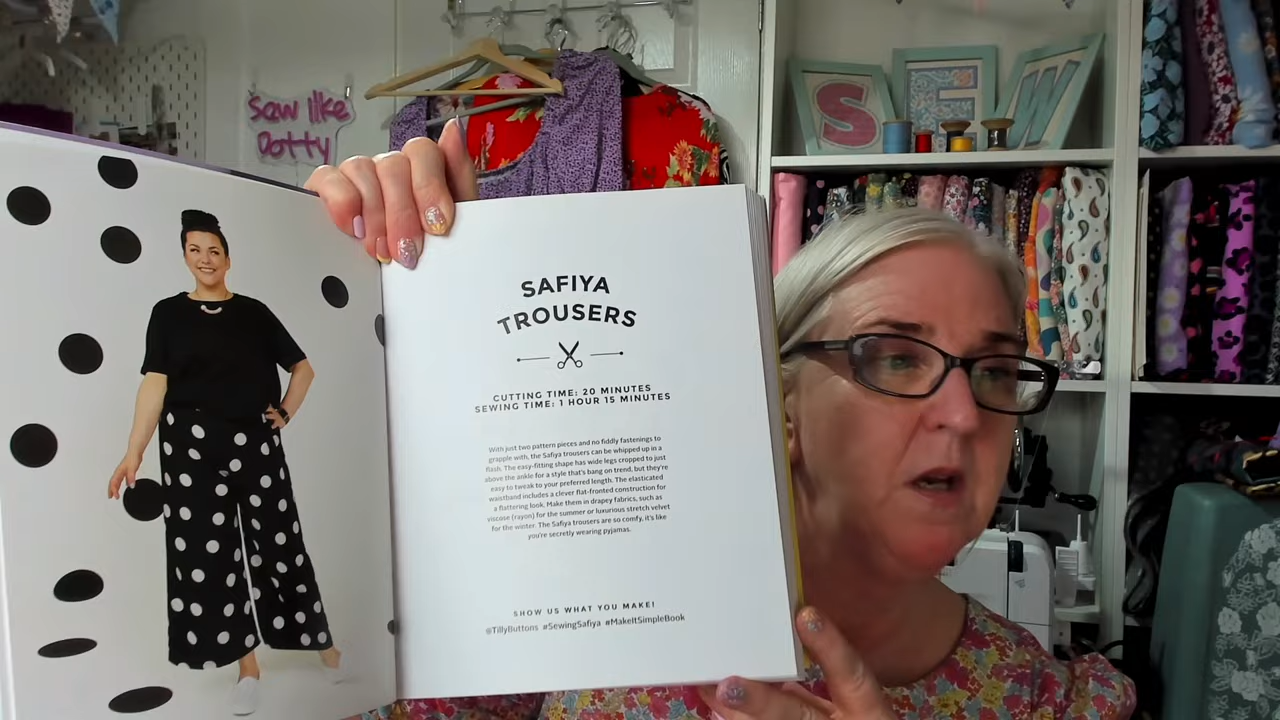 sew like
Dotty
SEW
SAFIYA
TROUSERS
CUTTING TIME: 20 MINUTES
SEWING TIME: 1 HOUR 15 MINUTES
With just two pattern pieces and no fiddly fastenings to
grapple with, the Safiya trousers can be whipped up in a
flash. The easy-fitting shape has wide legs cropped to just
above the ankle for a style that's bang on trend, but they're
easy to tweak to your preferred length. The elasticated
waistband includes a clever flat-fronted construction for
a flattering look. Make them in drapey fabrics, such as
viscose (rayon) for the summer or luxurious stretch velvet
for the winter. The Safiya trousers are so comfy, it's like
you're secretly wearing pyjamas.
SHOW US WHAT YOU MAKE!
@TillyButtons #SewingSafiya #MakeItSimpleBook